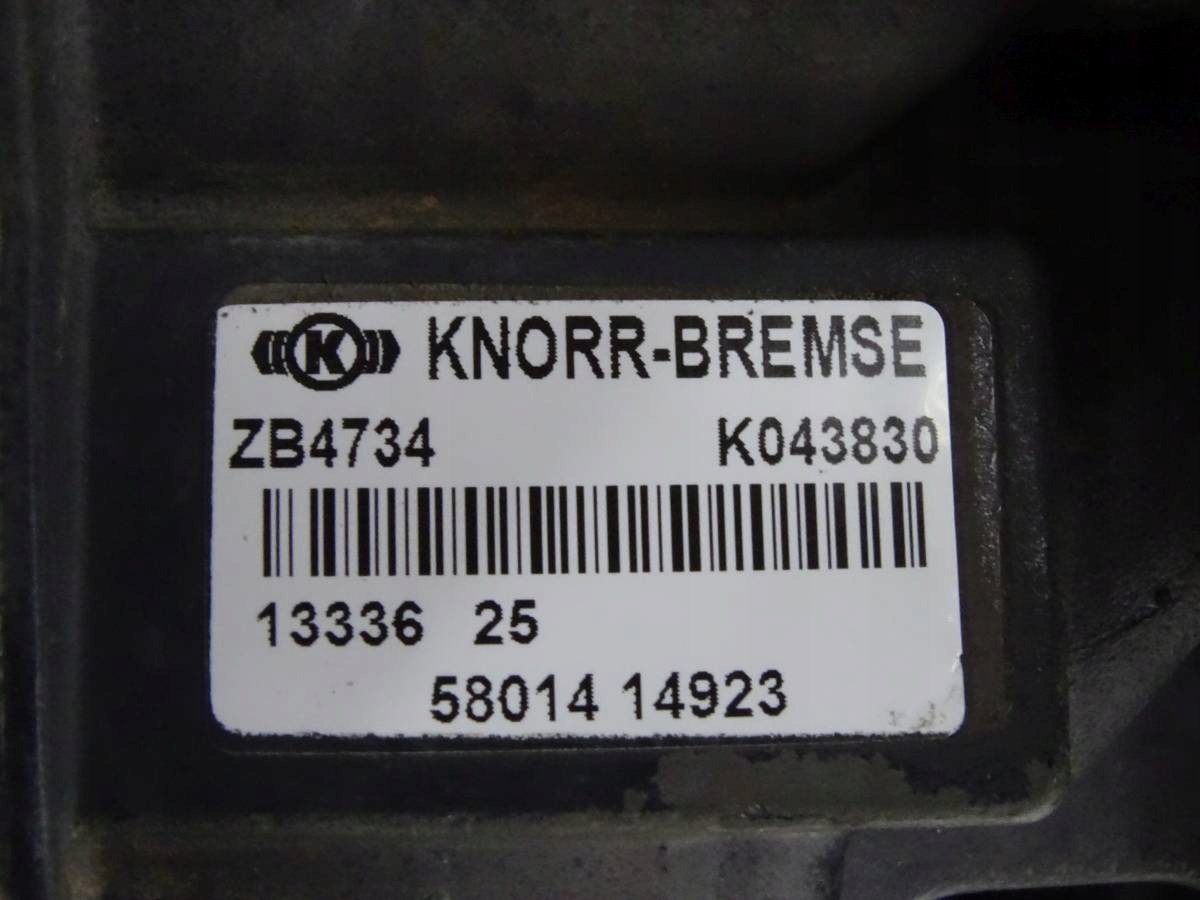 K KNORR-BREMSE
ZB4734 K043830
13336 25
58014 14923